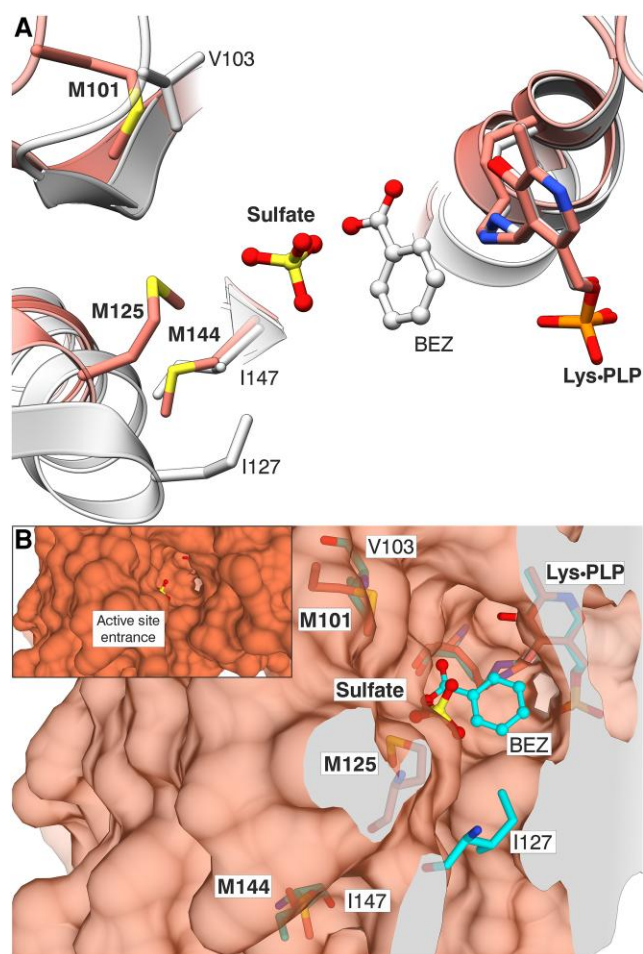 A
V103
M101
Sulfate
M125
M144
I147
BEZ
Lys•PLP
I127
B
V103
Lys•PLP
Active site
entrance
M101
Sulfate
BEZ
M125
I127
M144
I147